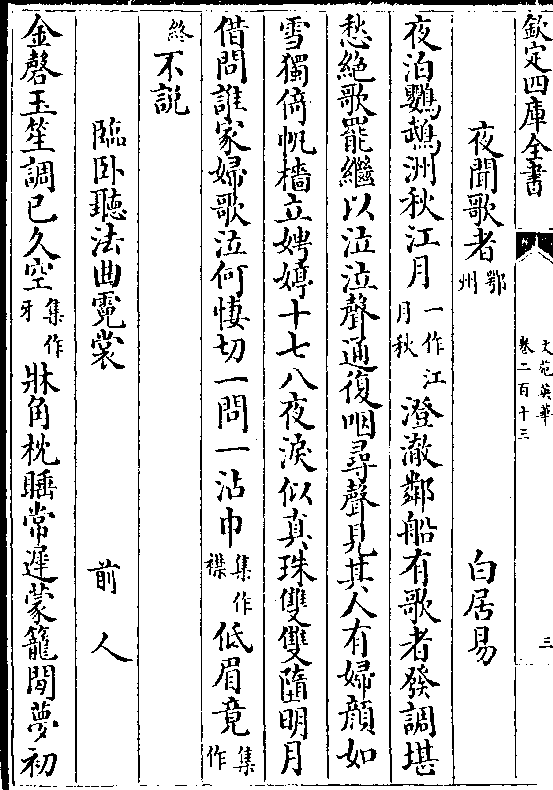 欽定四庫全書
文苑英華
卷二百十三
三
夜聞歌者鄂州 白居易
夜泊鸚鵡洲秋江月一作江月秋澄澈鄰船有歌者發調堪
愁絶歌罷繼以泣泣聲通復咽尋聲見其人有婦顔如
雪獨倚帆檣立娉婷十七八夜淚似真珠雙雙墮明月
借問誰家婦歌泣何悽切一問一沾巾集作襟低眉竟集作
終不説
臨卧聽法曲霓裳 前人
金磬玉笙調已久空集作牙牀角枕睡常遲蒙籠閒夢初